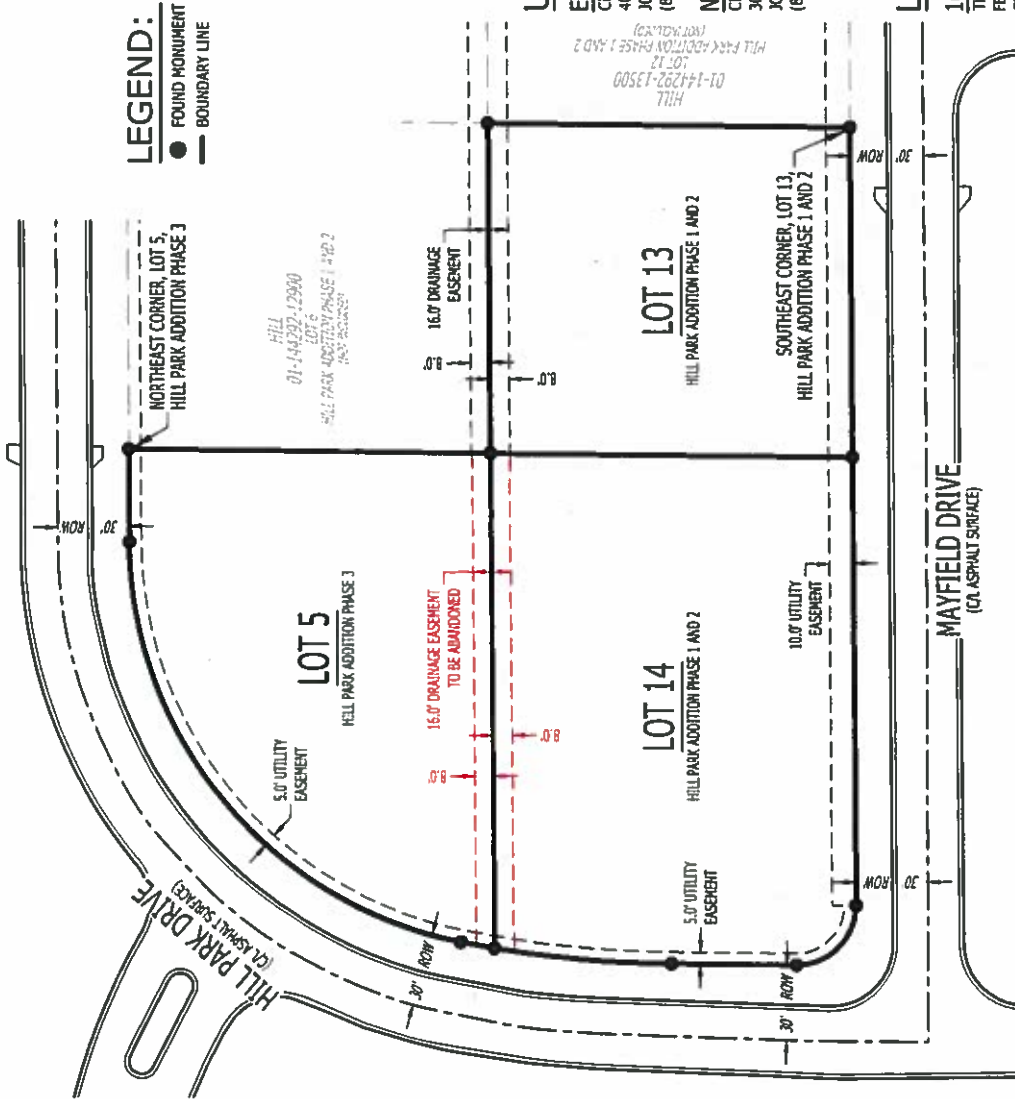 LEGEND:
FOUND MONUMENT
BOUNDARY LINE
NORTHEAST CORNER, LOT 5,
HILL PARK ADDITION PHASE 3
30'
ROW
HILL
01-144292-12900
LOT 6
HILL PARK ADDITION PHASE 1 AND 2
HILL
01-144292-13500
LOT 12
HILL PARK ADDITION PHASE 1 AND 2
(NOT INCLUDED)
LOT 5
HILL PARK ADDITION PHASE 3
5.0' UTILITY
EASEMENT
HILL PARK DRIVE
(C/L ASPHALT SURFACE)
16.0' DRAINAGE
EASEMENT
8.0'
8.0'
16.0' DRAINAGE EASEMENT
TO BE ABANDONED
8.0'
8.0'
30'
ROW
LOT 13
HILL PARK ADDITION PHASE 1 AND 2
SOUTHEAST CORNER, LOT 13,
HILL PARK ADDITION PHASE 1 AND 2
30'
ROW
LOT 14
HILL PARK ADDITION PHASE 1 AND 2
5.0' UTILITY
EASEMENT
10.0' UTILITY
EASEMENT
30'
ROW
30'
ROW
MAYFIELD DRIVE
(C/L ASPHALT SURFACE)